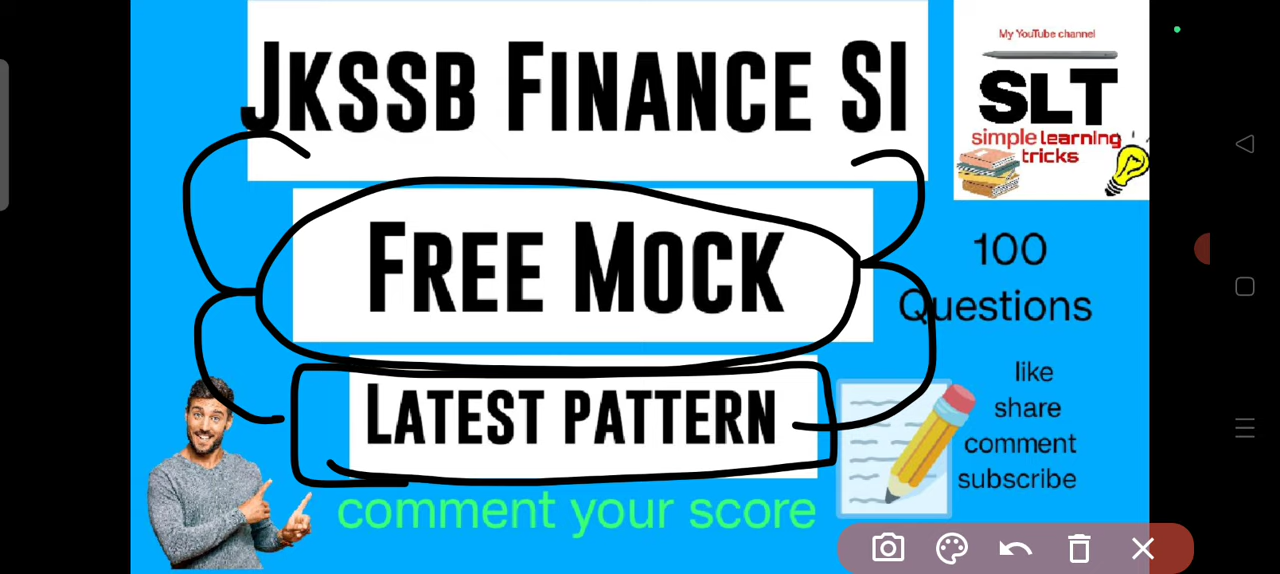 JKSSB FINANCE SI
FREE MOCK
LATEST PATTERN
comment your score
My YouTube channel
SLT
simple learning
tricks
100
Questions
like
share
comment
subscribe